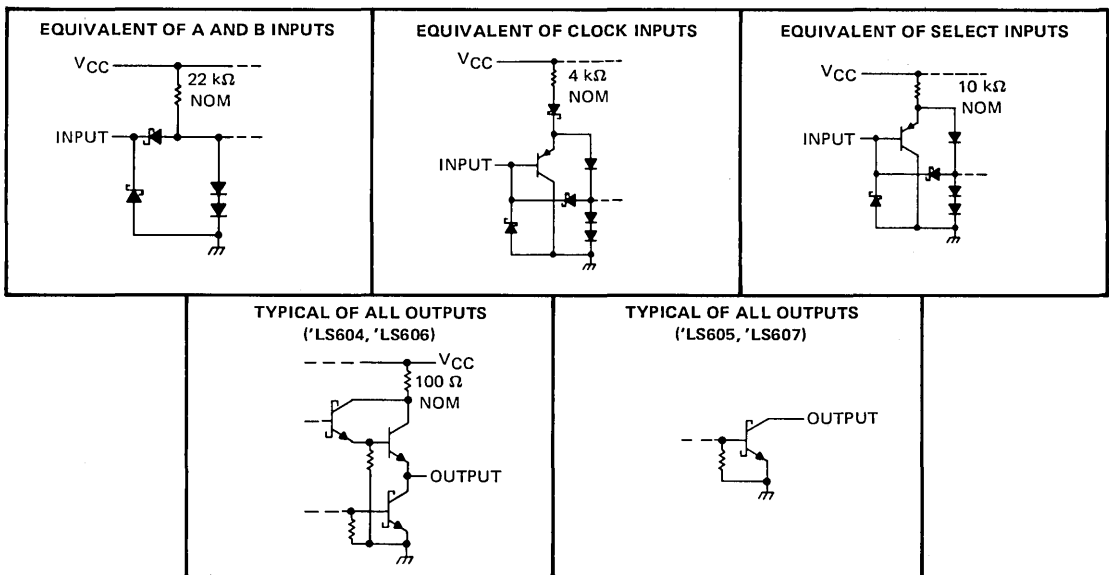 EQUIVALENT OF A AND B INPUTS
VCC
22 kΩ
NOM
INPUT
EQUIVALENT OF CLOCK INPUTS
VCC
4 kΩ
NOM
INPUT
EQUIVALENT OF SELECT INPUTS
VCC
10 kΩ
NOM
INPUT
TYPICAL OF ALL OUTPUTS
('LS604, 'LS606)
VCC
100 Ω
NOM
OUTPUT
TYPICAL OF ALL OUTPUTS
('LS605, 'LS607)
OUTPUT